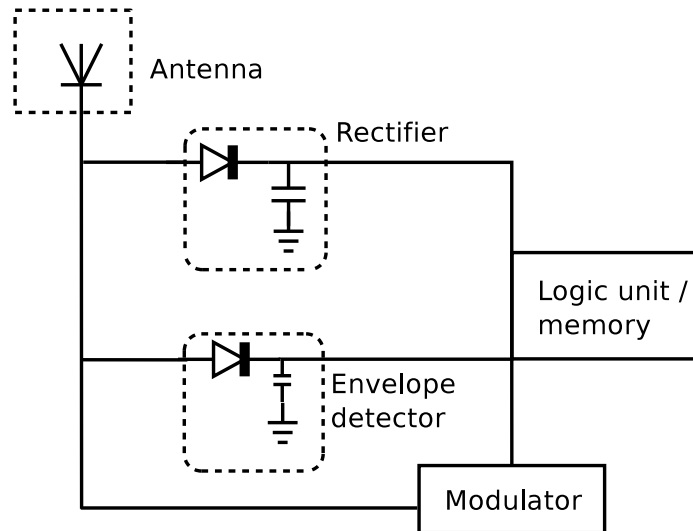 Antenna
Rectifier
Logic unit /
memory
Envelope
detector
Modulator